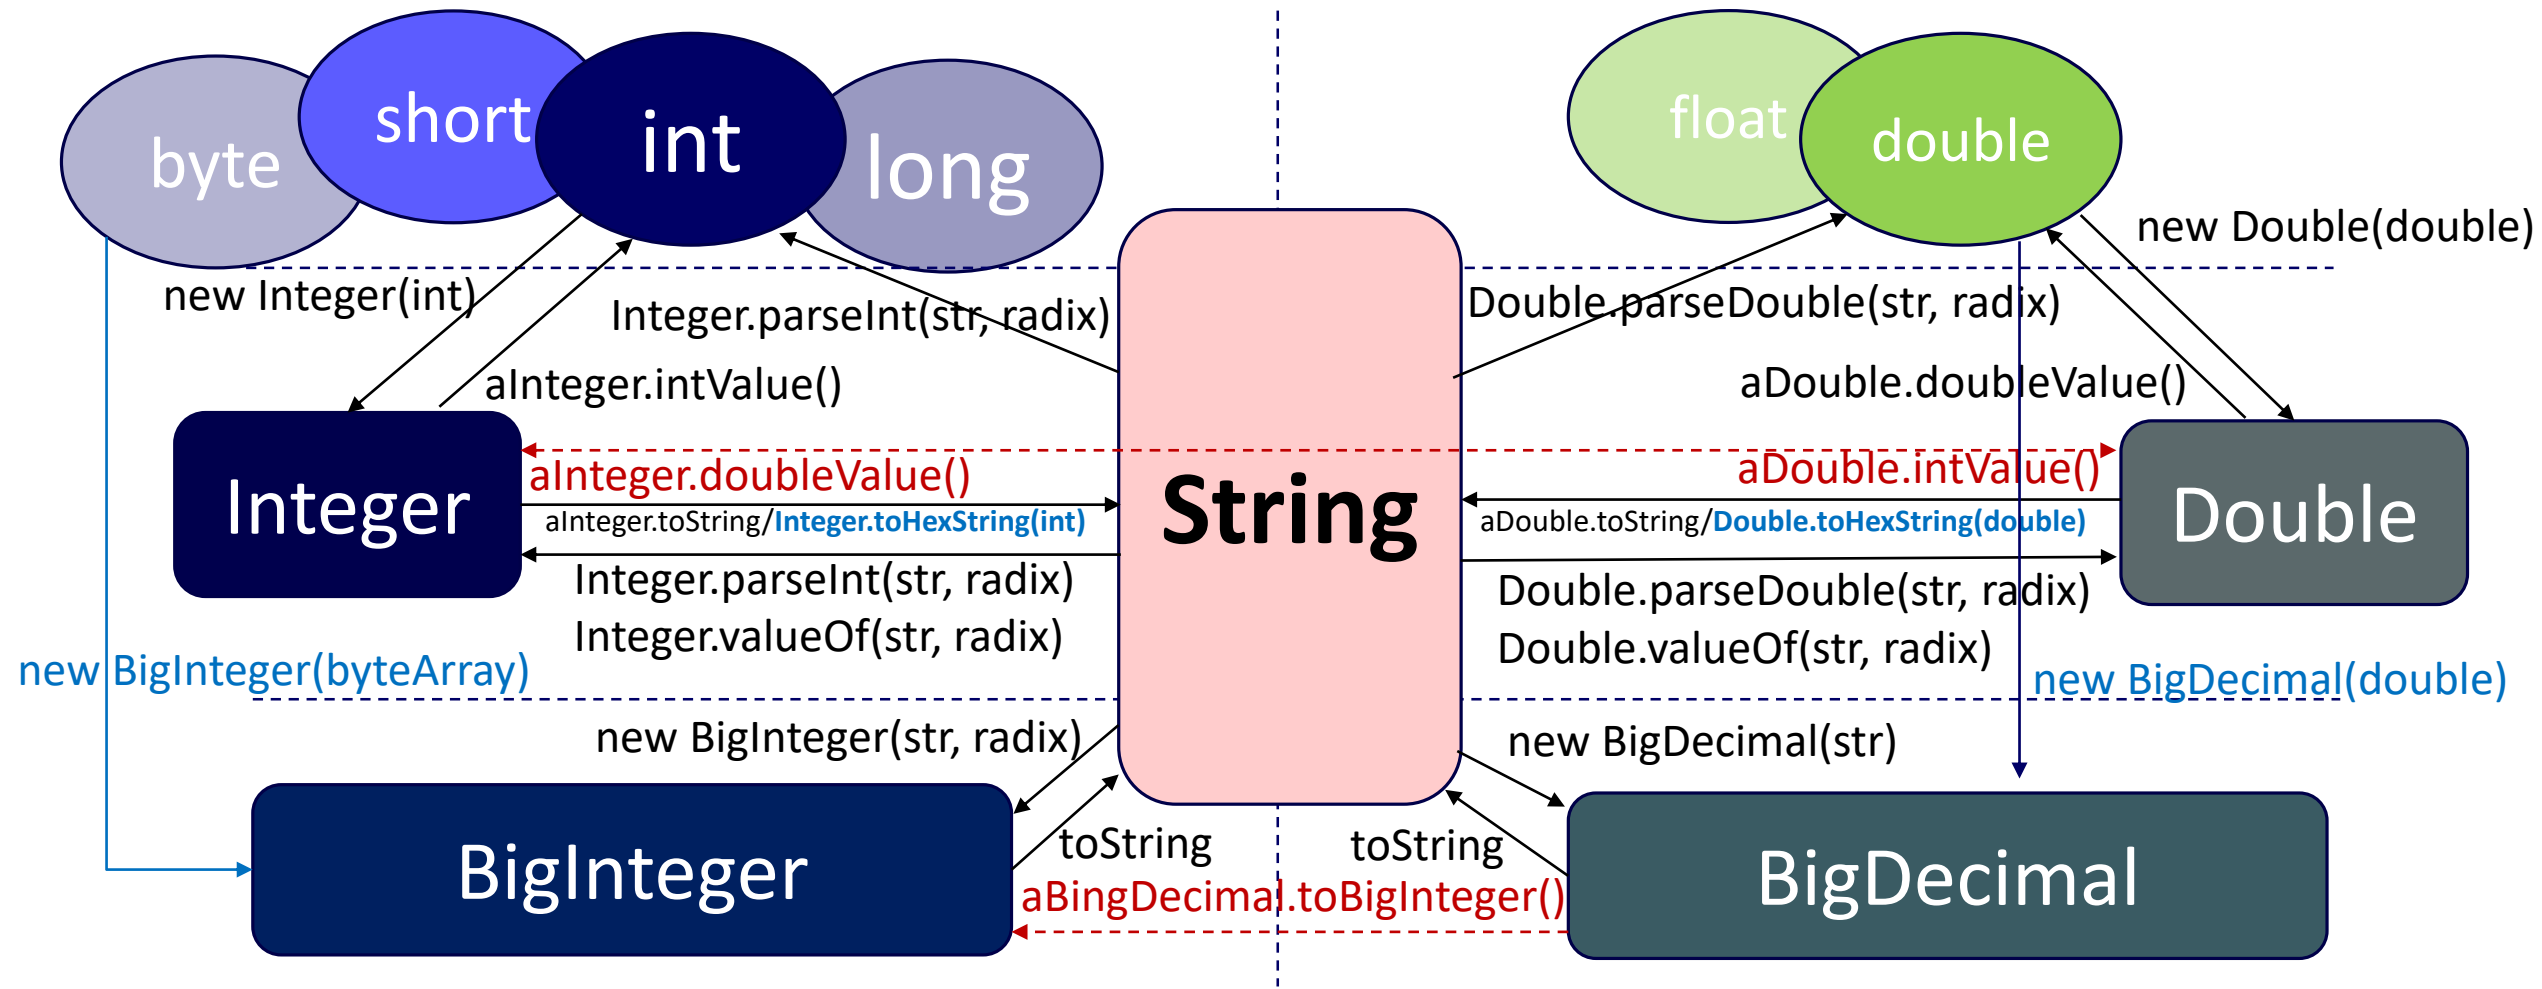 byte
short
int
long
float
double
new Double(double)
new Integer(int)
Integer.parseInt(str, radix)
Double.parseDouble(str, radix)
aInteger.intValue()
aDouble.doubleValue()
Integer
aInteger.doubleValue()
aInteger.toString/Integer.toHexString(int)
Integer.parseInt(str, radix)
Integer.valueOf(str, radix)
String
aDouble.intValue()
aDouble.toString/Double.toHexString(double)
Double.parseDouble(str, radix)
Double.valueOf(str, radix)
Double
new BigInteger(byteArray)
new BigDecimal(double)
new BigInteger(str, radix)
new BigDecimal(str)
BigInteger
toString
toString
aBingDecimal.toBigInteger()
BigDecimal